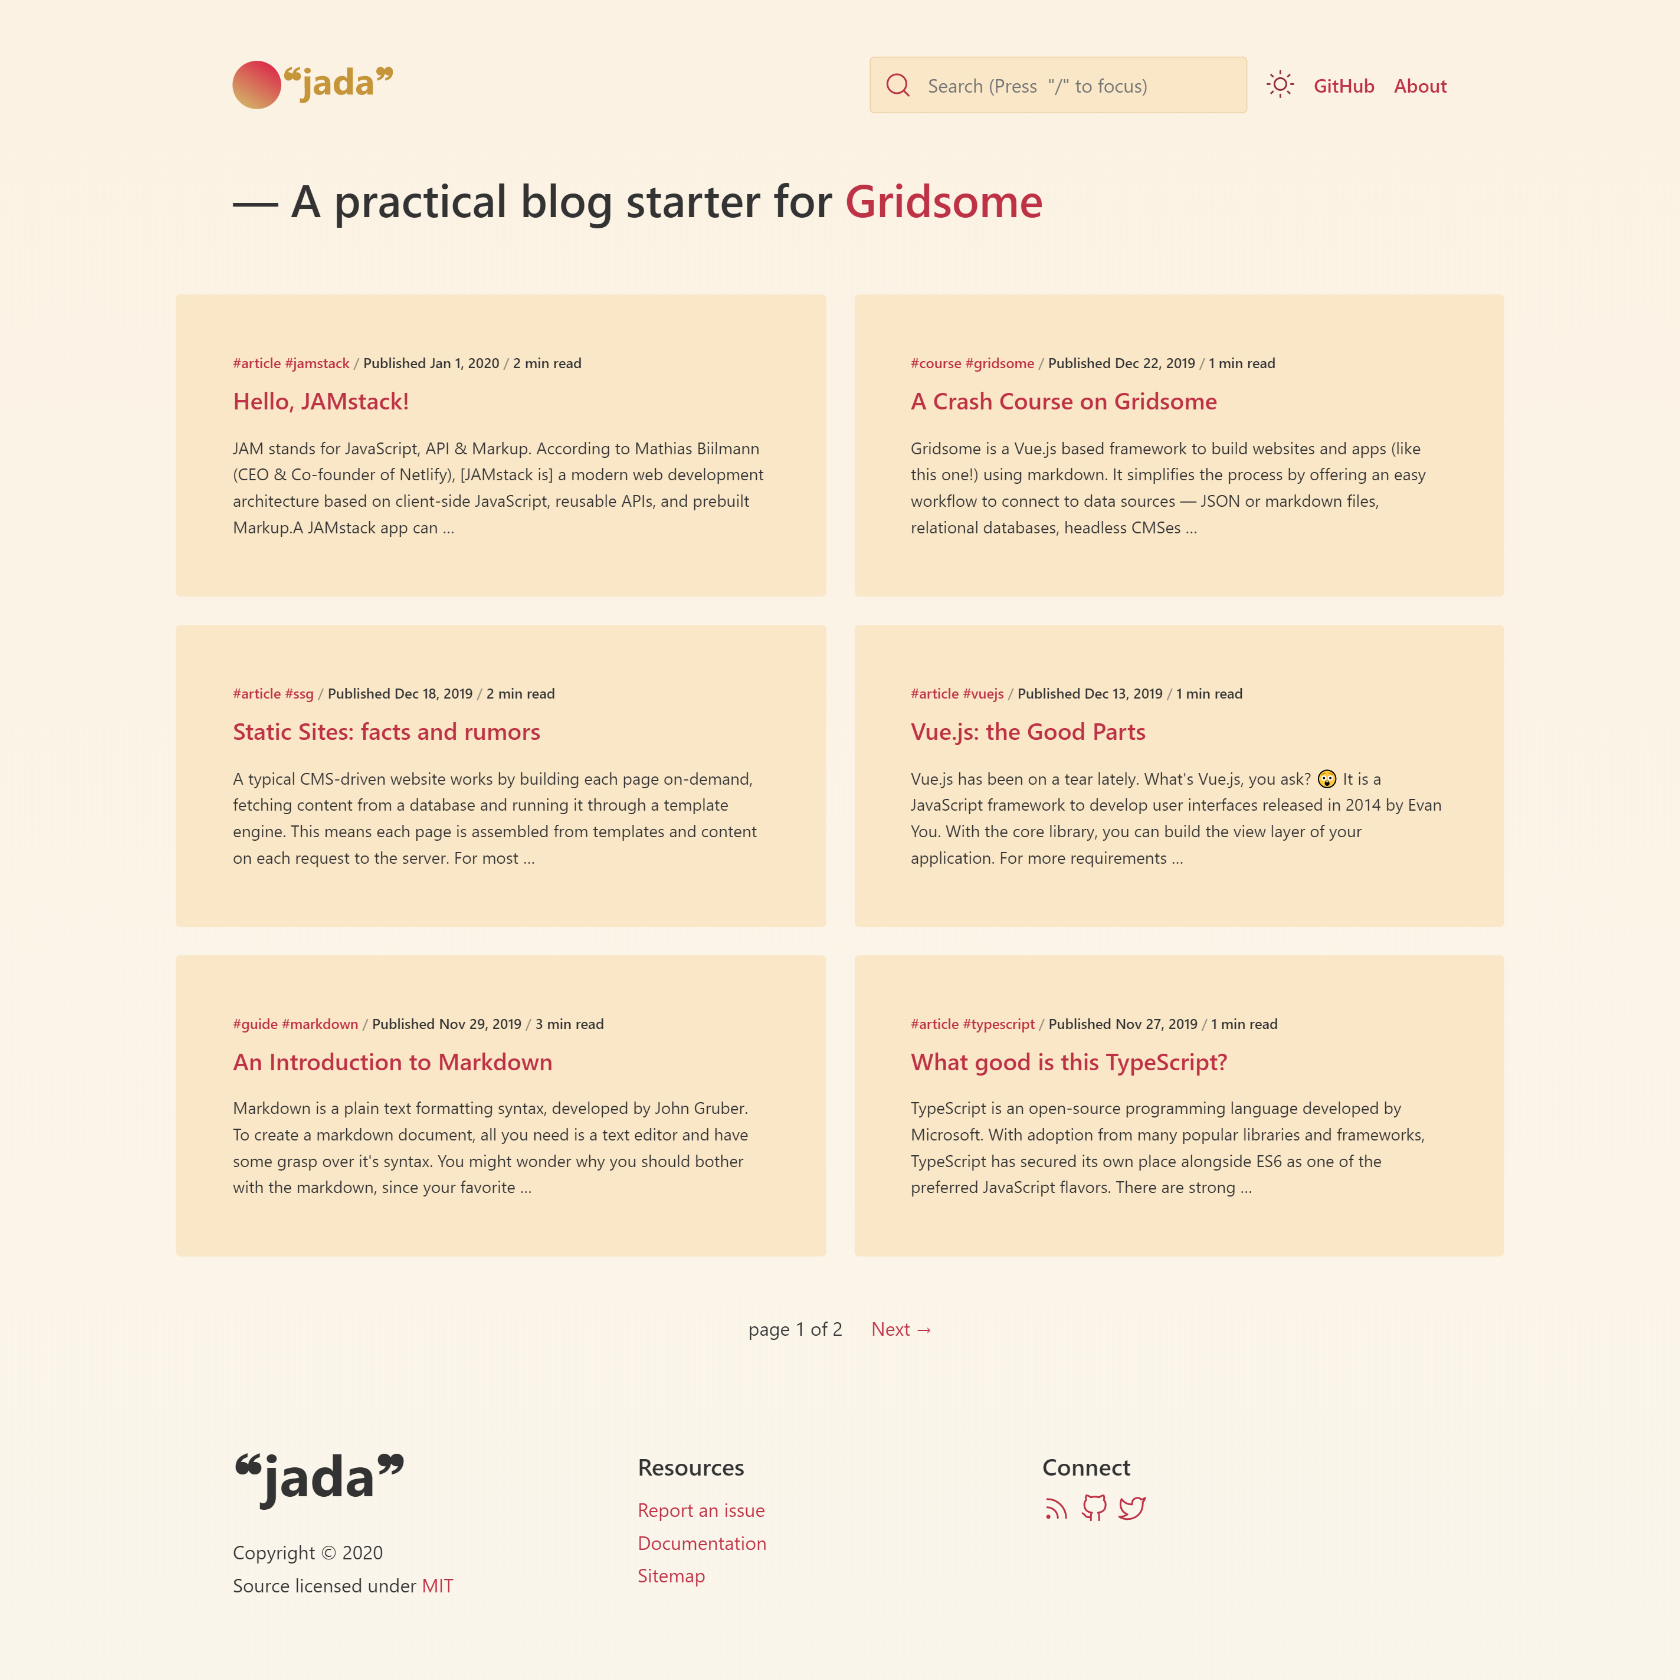 “jada”
Search (Press "/" to focus)
GitHub
About
— A practical blog starter for Gridsome
#article #jamstack / Published Jan 1, 2020 / 2 min read
Hello, JAMstack!
JAM stands for JavaScript, API & Markup. According to Mathias Biilmann
(CEO & Co-founder of Netlify), [JAMstack is] a modern web development
architecture based on client-side JavaScript, reusable APIs, and prebuilt
Markup.A JAMstack app can ...
#course #gridsome / Published Dec 22, 2019 / 1 min read
A Crash Course on Gridsome
Gridsome is a Vue.js based framework to build websites and apps (like
this one!) using markdown. It simplifies the process by offering an easy
workflow to connect to data sources — JSON or markdown files,
relational databases, headless CMSes ...
#article #ssg / Published Dec 18, 2019 / 2 min read
Static Sites: facts and rumors
A typical CMS-driven website works by building each page on-demand,
fetching content from a database and running it through a template
engine. This means each page is assembled from templates and content
on each request to the server. For most ...
#article #vuejs / Published Dec 13, 2019 / 1 min read
Vue.js: the Good Parts
Vue.js has been on a tear lately. What's Vue.js, you ask? 😲 It is a
JavaScript framework to develop user interfaces released in 2014 by Evan
You. With the core library, you can build the view layer of your
application. For more requirements ...
#guide #markdown / Published Nov 29, 2019 / 3 min read
An Introduction to Markdown
Markdown is a plain text formatting syntax, developed by John Gruber.
To create a markdown document, all you need is a text editor and have
some grasp over it's syntax. You might wonder why you should bother
with the markdown, since your favorite ...
#article #typescript / Published Nov 27, 2019 / 1 min read
What good is this TypeScript?
TypeScript is an open-source programming language developed by
Microsoft. With adoption from many popular libraries and frameworks,
TypeScript has secured its own place alongside ES6 as one of the
preferred JavaScript flavors. There are strong ...
page 1 of 2
Next →
“jada”
Copyright © 2020
Source licensed under MIT
Resources
Report an issue
Documentation
Sitemap
Connect